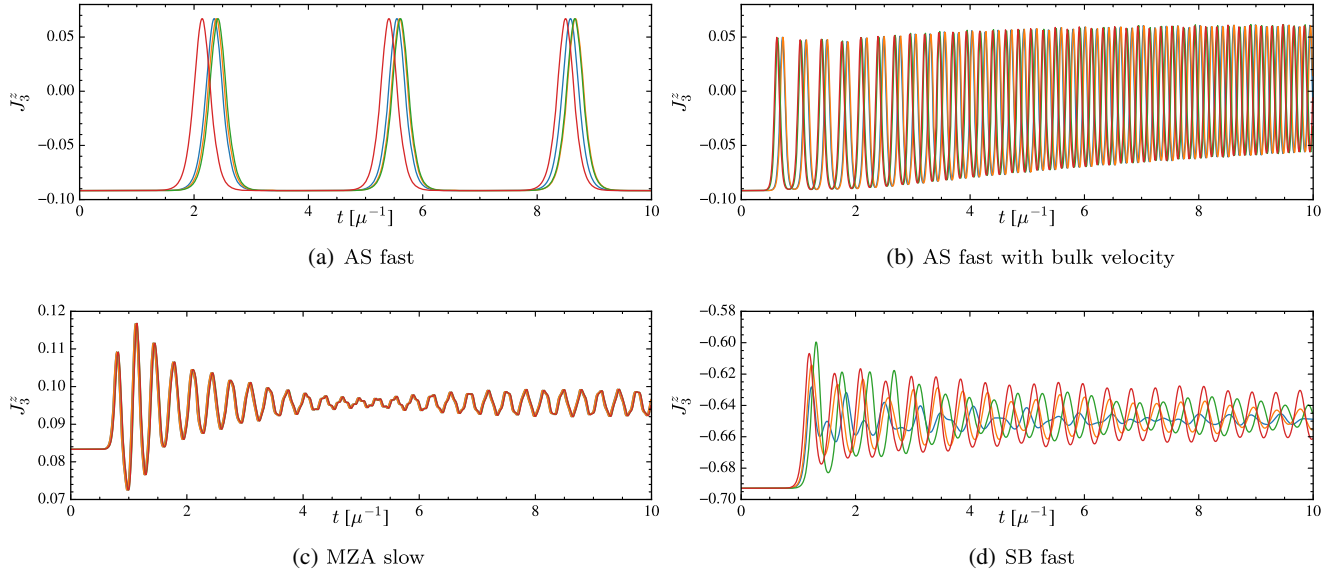 0.05
0.00
−0.05
−0.10
J₃ᶻ
0 2 4 6 8 10
t [μ⁻¹]
(a) AS fast
0.05
0.00
−0.05
−0.10
J₃ᶻ
0 2 4 6 8 10
t [μ⁻¹]
(b) AS fast with bulk velocity
0.12
0.11
0.10
0.09
0.08
0.07
J₃ᶻ
0 2 4 6 8 10
t [μ⁻¹]
(c) MZA slow
−0.58
−0.60
−0.62
−0.64
−0.66
−0.68
−0.70
J₃ᶻ
0 2 4 6 8 10
t [μ⁻¹]
(d) SB fast